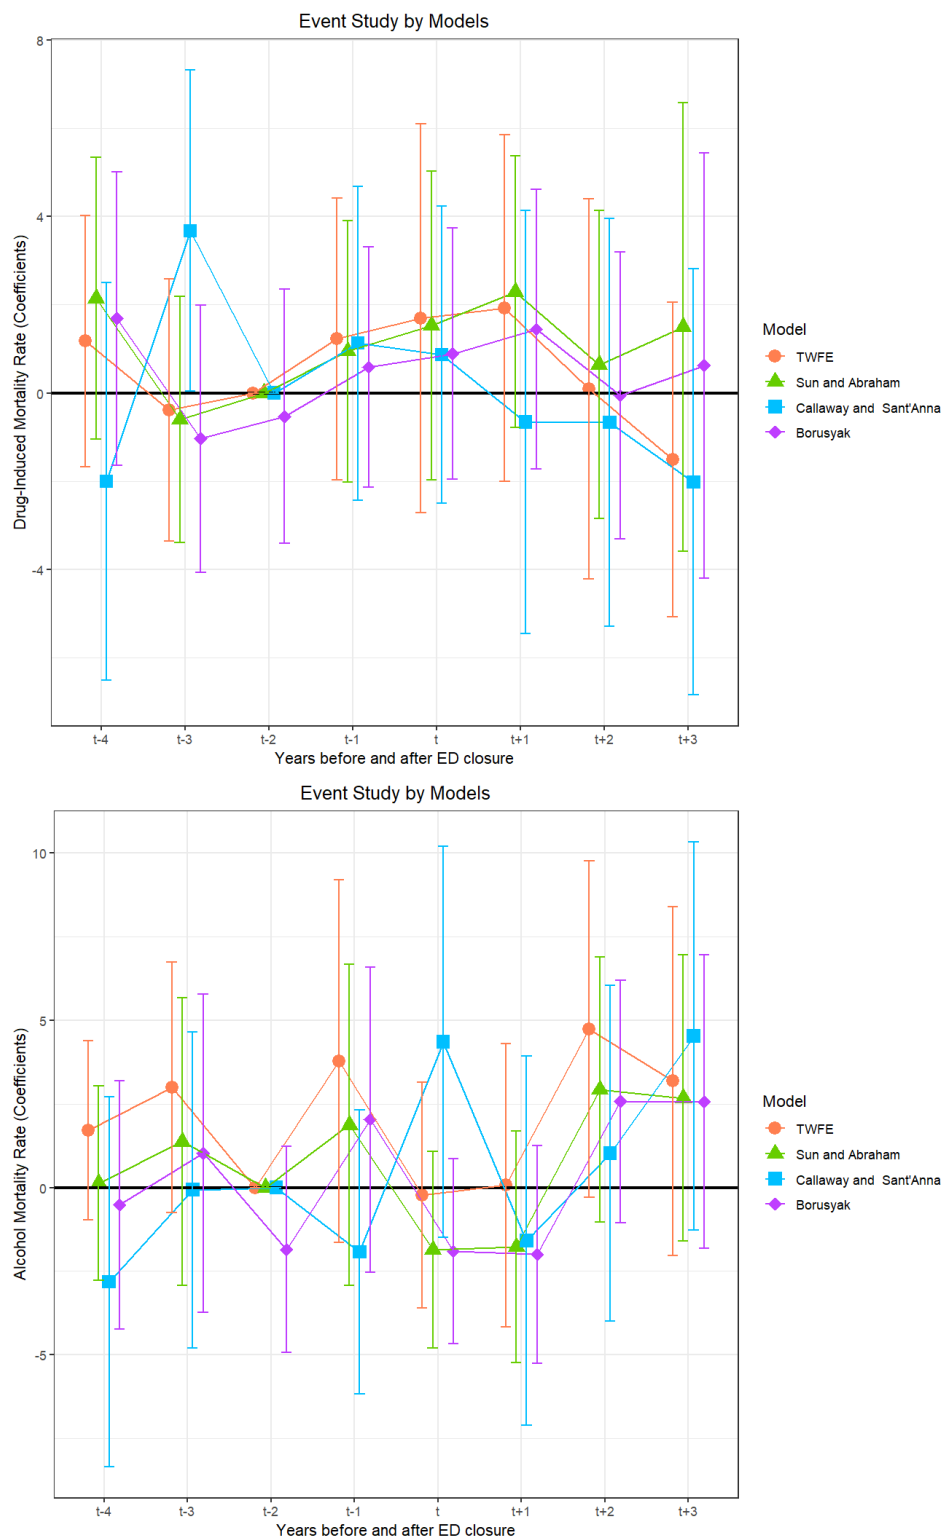 Event Study by Models
8
4
0
-4
Drug-Induced Mortality Rate (Coefficients)
t-4 t-3 t-2 t-1 t t+1 t+2 t+3
Years before and after ED closure
Model
TWFE
Sun and Abraham
Callaway and Sant'Anna
Borusyak
Event Study by Models
10
5
0
-5
Alcohol Mortality Rate (Coefficients)
t-4 t-3 t-2 t-1 t t+1 t+2 t+3
Years before and after ED closure
Model
TWFE
Sun and Abraham
Callaway and Sant'Anna
Borusyak